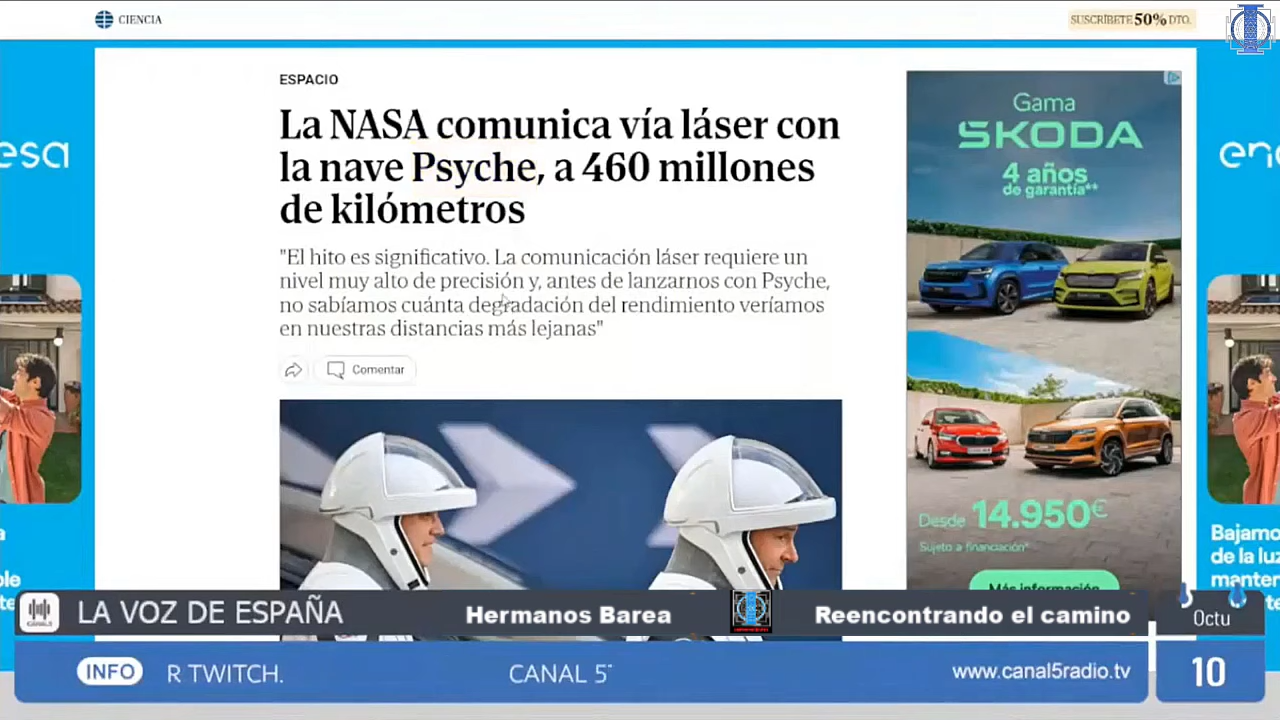 CIENCIA
SUSCRÍBETE 50% DTO.
ESPACIO
La NASA comunica vía láser con
la nave Psyche, a 460 millones
de kilómetros
"El hito es significativo. La comunicación láser requiere un
nivel muy alto de precisión y, antes de lanzarnos con Psyche,
no sabíamos cuánta degradación del rendimiento veríamos
en nuestras distancias más lejanas"
Comentar
esa
Gama
SKODA
4 años
de garantía**
Desde 14.950€
Sujeto a financiación*
Más información
en
Bajamo
de la luz
manten
te
a
ble
te
LA VOZ DE ESPAÑA
Hermanos Barea
Reencontrando el camino
Octu
10
INFO
R TWITCH.
CANAL 5
www.canal5radio.tv